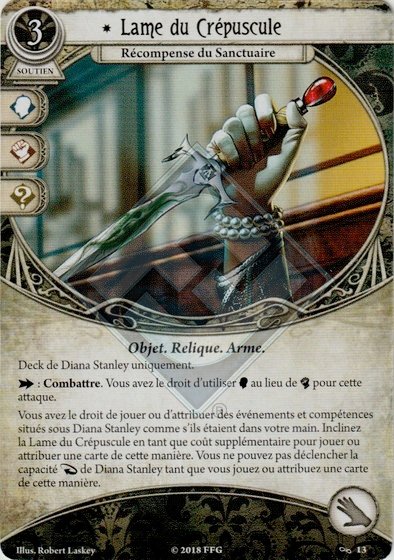 3
* Lame du Crépuscule
SOUTIEN
Récompense du Sanctuaire
Objet. Relique. Arme.
Deck de Diana Stanley uniquement.
: Combattre. Vous avez le droit d'utiliser au lieu de pour cette
attaque.
Vous avez le droit de jouer ou d'attribuer des événements et compétences
situés sous Diana Stanley comme s'ils étaient dans votre main. Inclinez
la Lame du Crépuscule en tant que coût supplémentaire pour jouer ou
attribuer une carte de cette manière. Vous ne pouvez pas déclencher la
capacité de Diana Stanley tant que vous jouez ou attribuez une carte
de cette manière.
Illus. Robert Laskey
© 2018 FFG
13